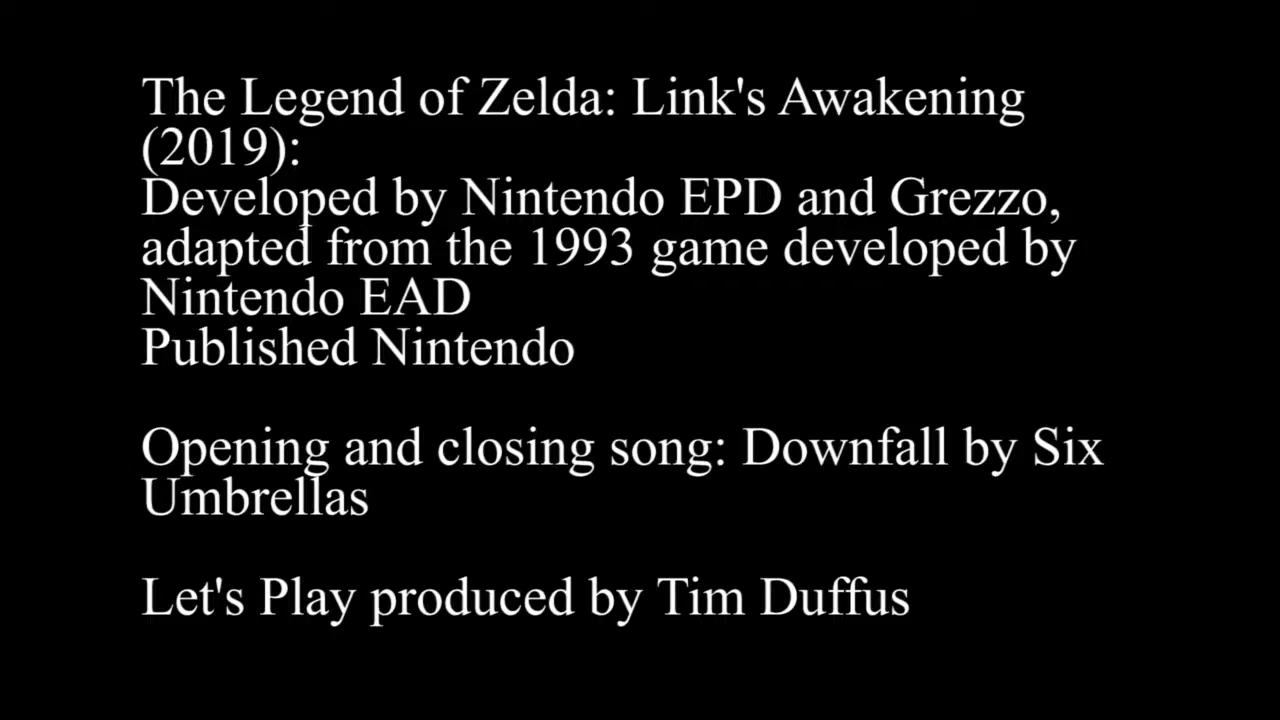 The Legend of Zelda: Link's Awakening
(2019):
Developed by Nintendo EPD and Grezzo,
adapted from the 1993 game developed by
Nintendo EAD
Published Nintendo
Opening and closing song: Downfall by Six
Umbrellas
Let's Play produced by Tim Duffus